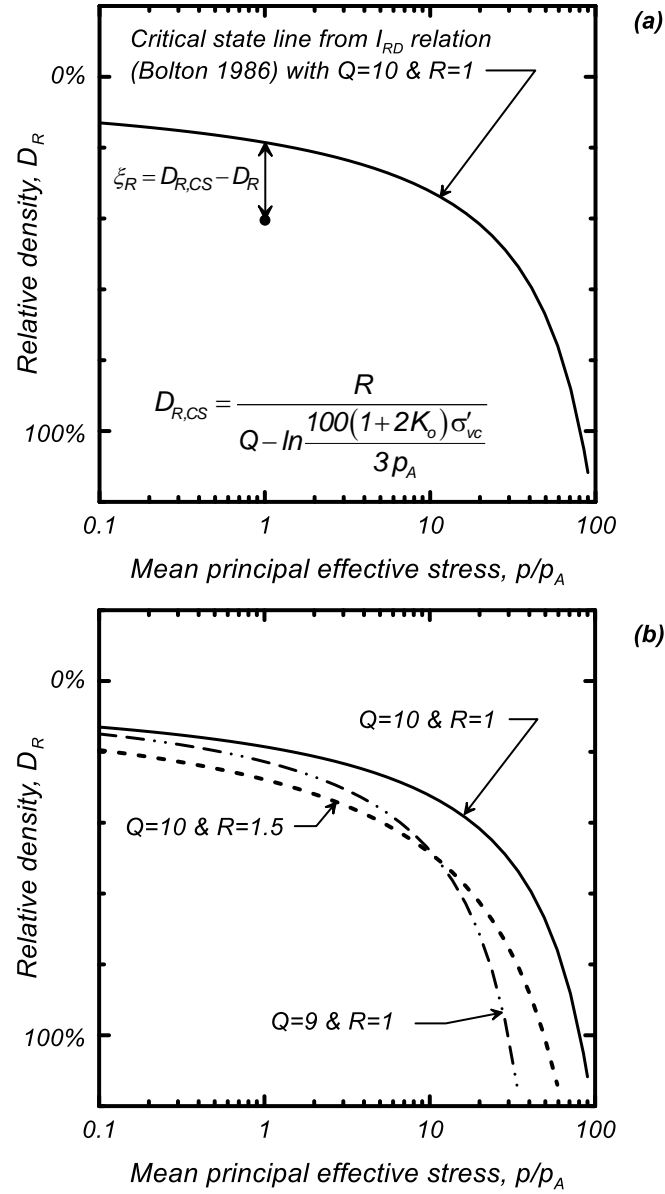 (a)
Critical state line from I_RD relation
(Bolton 1986) with Q=10 & R=1
0%
ξ_R = D_R,CS – D_R
Relative density, D_R
D_R,CS = R / (Q – ln (100(1+2K_o)σ′_vc / 3p_A))
100%
0.1 1 10 100
Mean principal effective stress, p/p_A
(b)
0%
Q=10 & R=1
Relative density, D_R
Q=10 & R=1.5
Q=9 & R=1
100%
0.1 1 10 100
Mean principal effective stress, p/p_A